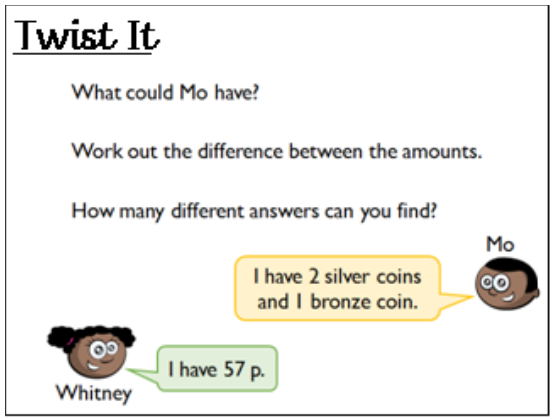 Twist It
What could Mo have?
Work out the difference between the amounts.
How many different answers can you find?
Mo
I have 2 silver coins
and 1 bronze coin.
I have 57 p.
Whitney